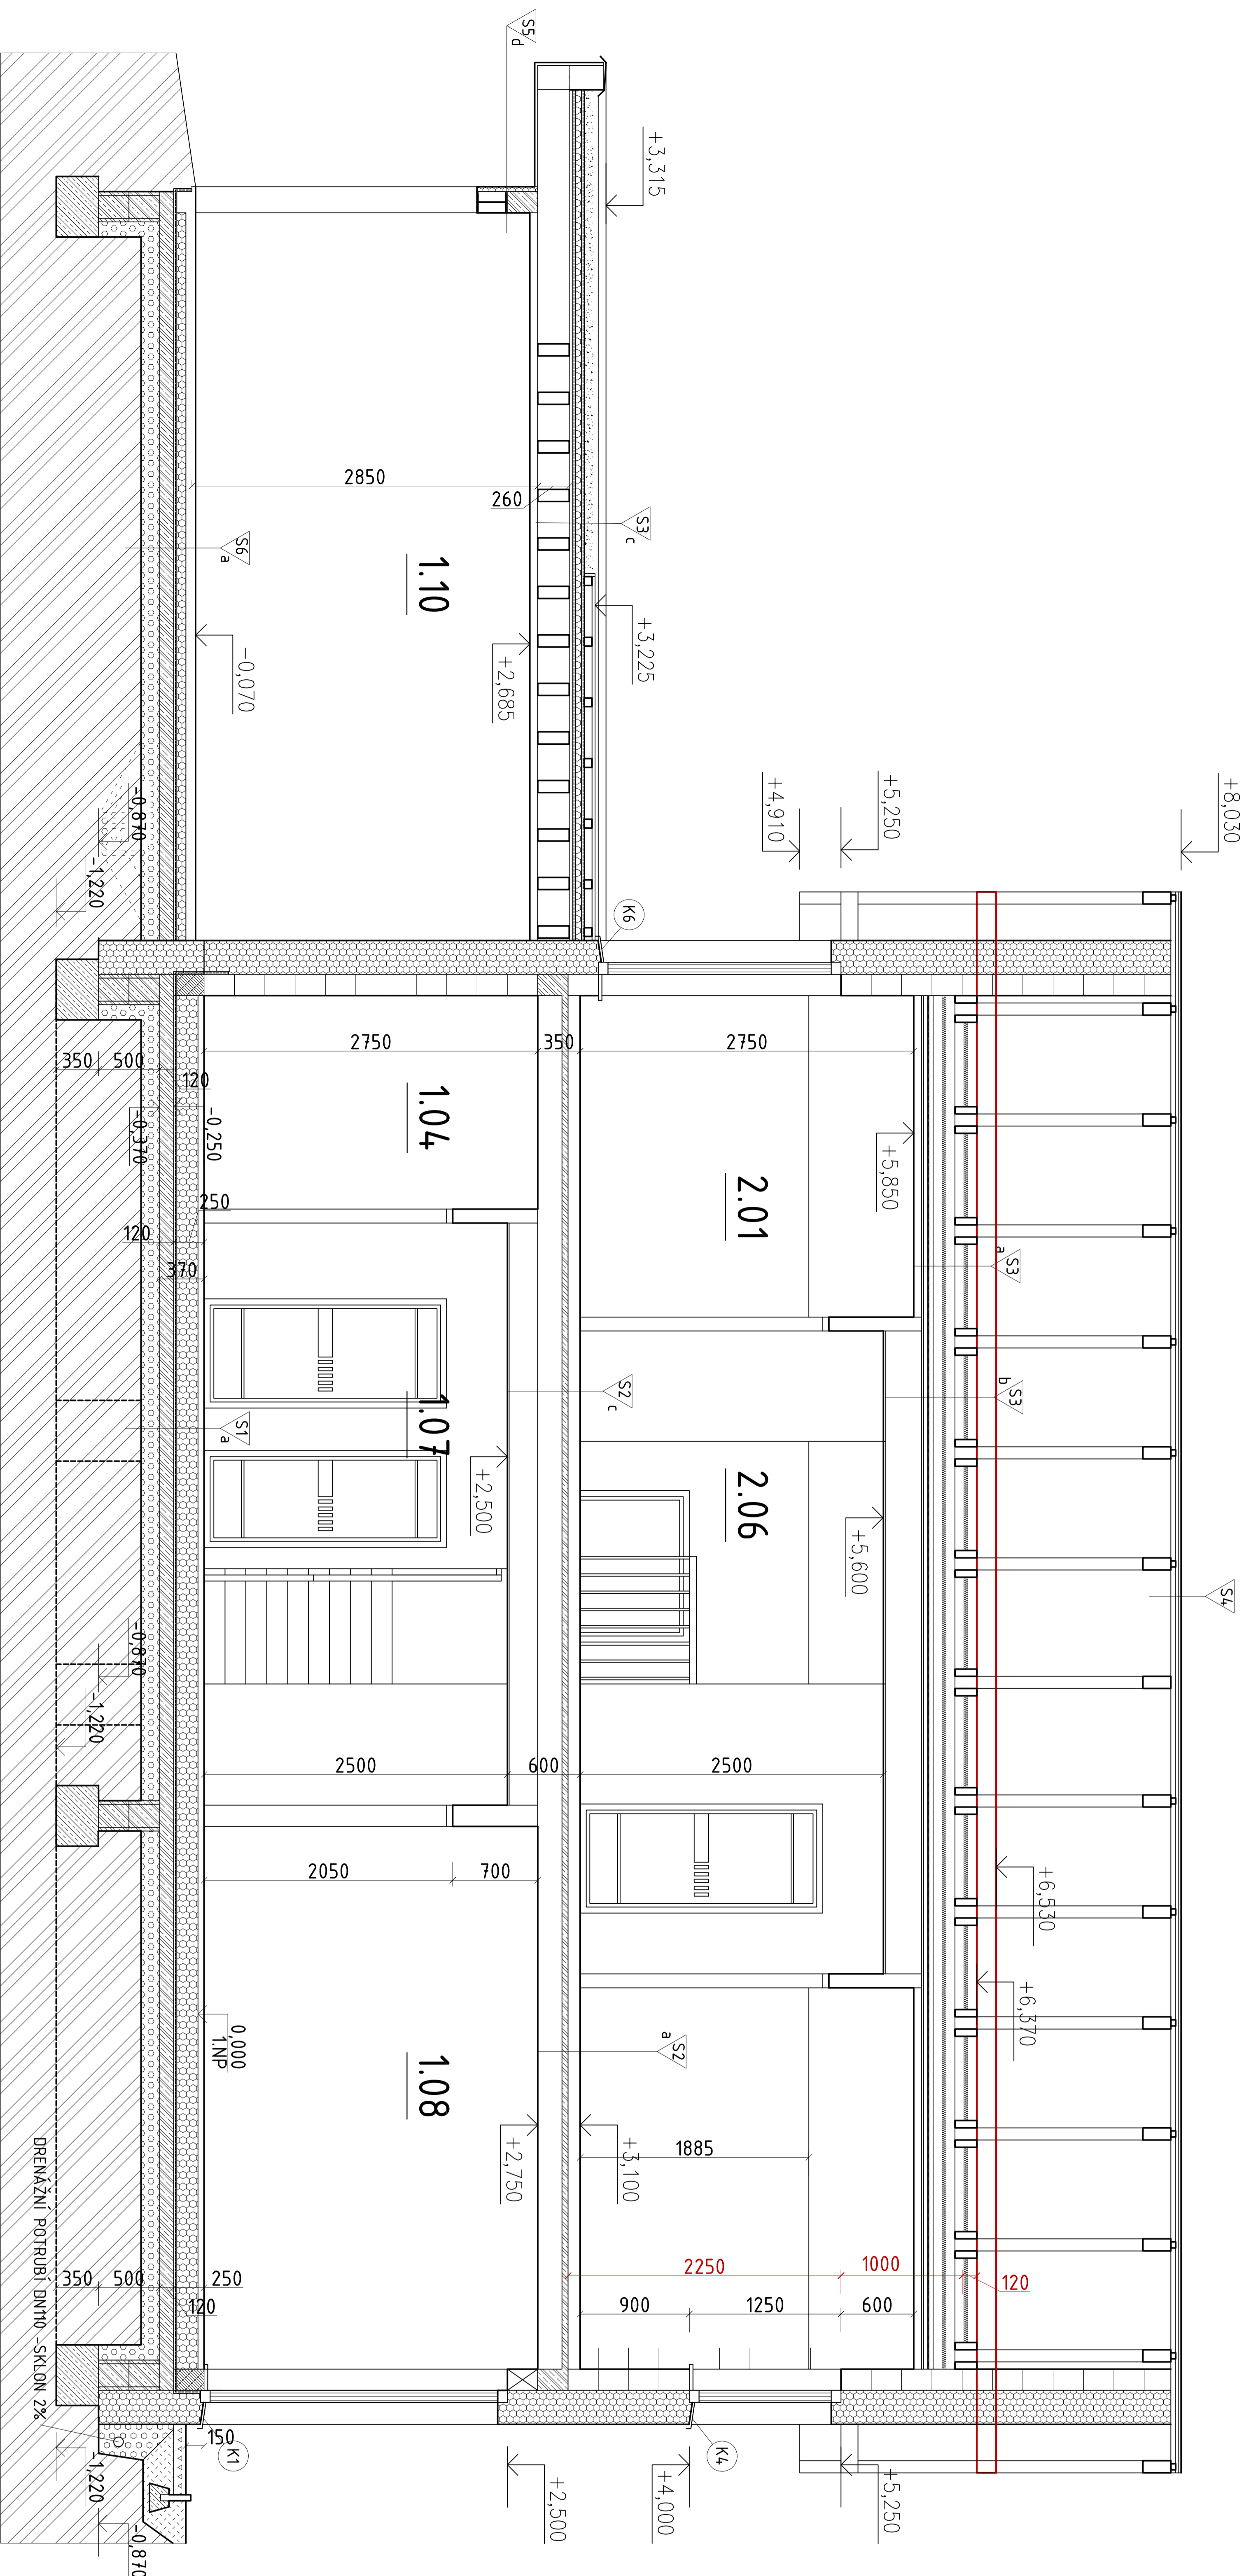 S5
d
+3,315
2850
260
S3
c
S6
a
1.10
-0,070
+2,685
+3,225
+4,910
+5,250
+8,030
-0,870
-1,220
K6
2750
350
2750
350
500
120
-0,250
-0,370
1.04
2.01
+5,850
S3
a
250
120
370
S3
b
S2
c
1.07
S1
a
+2,500
2.06
+5,600
S4
-0,870
-1,220
2500
600
2500
2050
700
+6,530
+6,370
S2
a
0,000
1.NP
1.08
+2,750
+3,100
1885
2250
1000
120
900
1250
600
350
500
250
120
DRENÁŽNÍ POTRUBÍ DN110 -SKLON 2%
150
K1
K4
-1,220
-0,870
+2,500
+4,000
+5,250